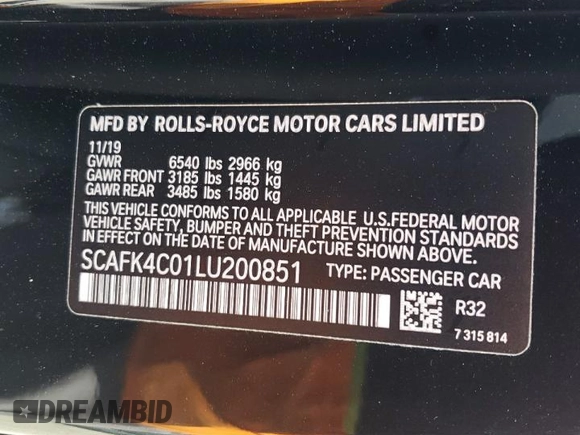 MFD BY ROLLS-ROYCE MOTOR CARS LIMITED
11/19
GVWR 6540 lbs 2966 kg
GAWR FRONT 3185 lbs 1445 kg
GAWR REAR 3485 lbs 1580 kg
THIS VEHICLE CONFORMS TO ALL APPLICABLE U.S.FEDERAL MOTOR
VEHICLE SAFETY, BUMPER AND THEFT PREVENTION STANDARDS
IN EFFECT ON THE DATE OF MANUFACTURE SHOWN ABOVE.
SCAFK4C01LU200851 TYPE: PASSENGER CAR
R32
7 315 814
DREAMBID